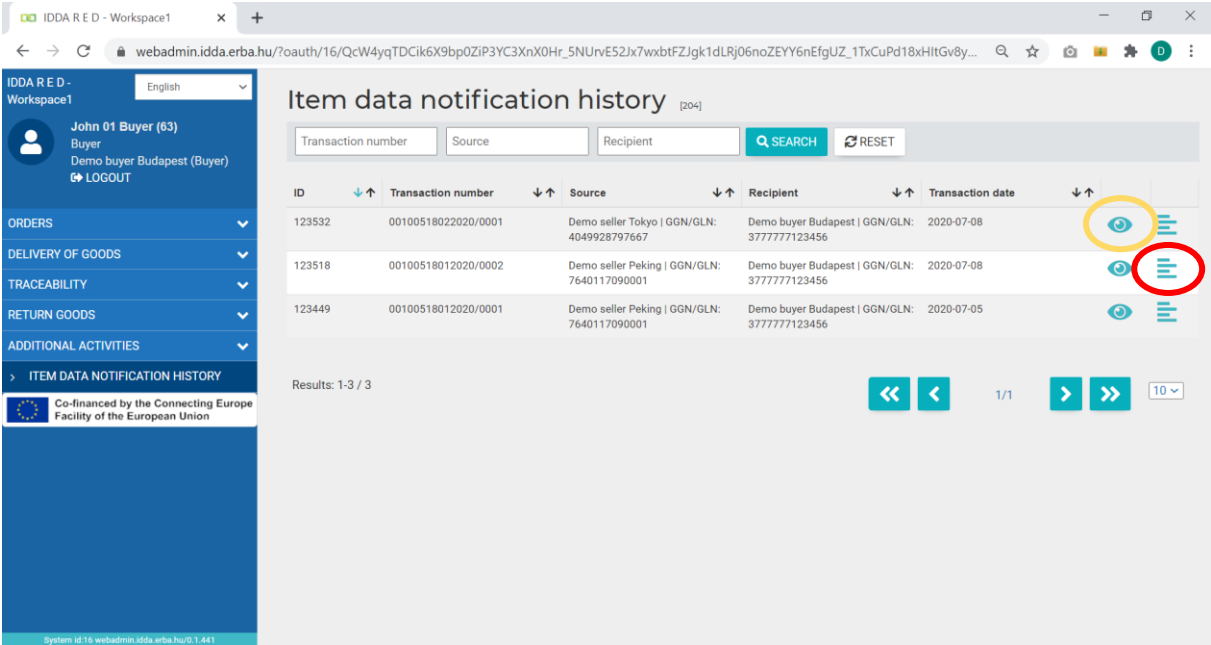 IDDA R E D - Workspace1
webadmin.idda.erba.hu/?oauth/16/QcW4yqTDCik6X9bp0ZiP3YC3XnX0Hr_5NUrvE52Jx7wxbtFZJgk1dLRj06noZEYY6nEfgUZ_1TxCuPd18xHItGv8y...
D
IDDA R E D -
Workspace1
English
John 01 Buyer (63)
Buyer
Demo buyer Budapest (Buyer)
LOGOUT
ORDERS
DELIVERY OF GOODS
TRACEABILITY
RETURN GOODS
ADDITIONAL ACTIVITIES
ITEM DATA NOTIFICATION HISTORY
Co-financed by the Connecting Europe
Facility of the European Union
System id:16 webadmin.idda.erba.hu/0.1.441
Item data notification history [204]
Transaction number Source Recipient SEARCH RESET
ID Transaction number Source Recipient Transaction date
123532 00100518022020/0001 Demo seller Tokyo | GGN/GLN: Demo buyer Budapest | GGN/GLN: 2020-07-08
4049928797667 3777777123456
123518 00100518012020/0002 Demo seller Peking | GGN/GLN: Demo buyer Budapest | GGN/GLN: 2020-07-08
7640117090001 3777777123456
123449 00100518012020/0001 Demo seller Peking | GGN/GLN: Demo buyer Budapest | GGN/GLN: 2020-07-05
7640117090001 3777777123456
Results: 1-3 / 3 1/1 10